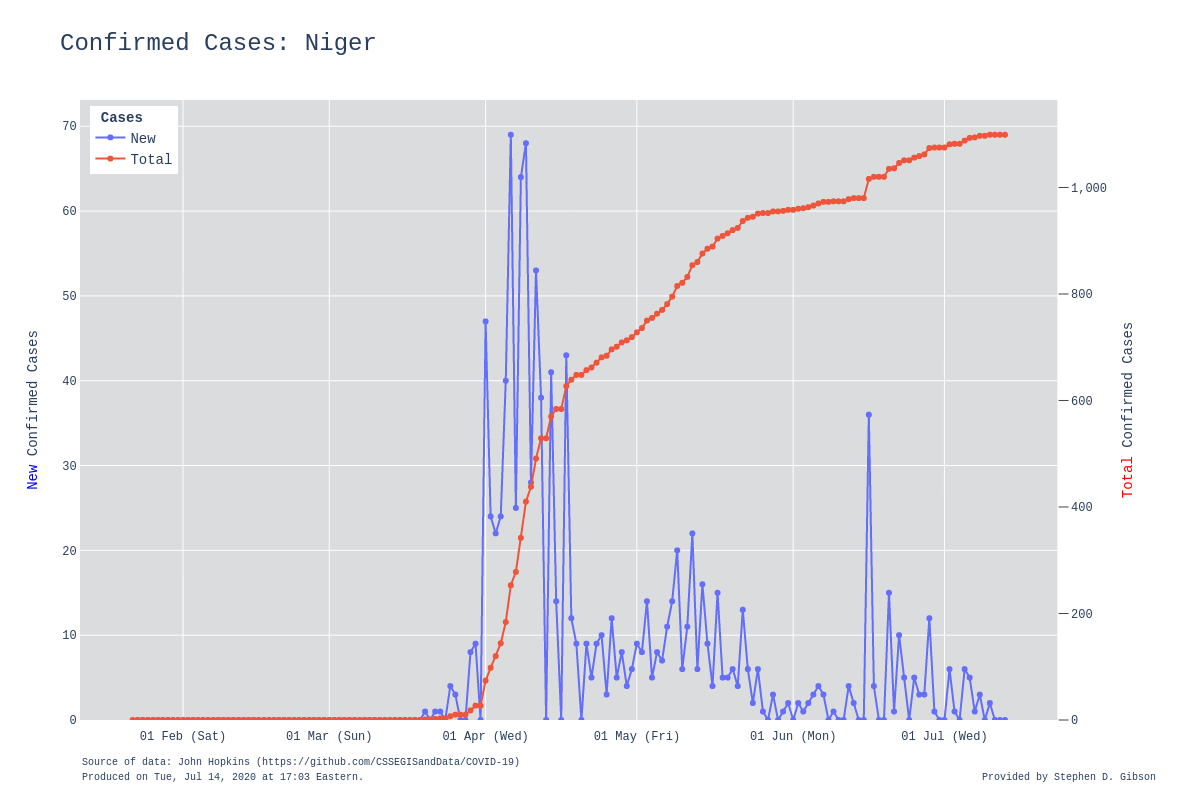 Confirmed Cases: Niger
Cases
New
Total
70
60
50
40
30
20
10
0
New Confirmed Cases
1,000
800
600
400
200
0
Total Confirmed Cases
01 Feb (Sat)
01 Mar (Sun)
01 Apr (Wed)
01 May (Fri)
01 Jun (Mon)
01 Jul (Wed)
Source of data: John Hopkins (https://github.com/CSSEGISandData/COVID-19)
Produced on Tue, Jul 14, 2020 at 17:03 Eastern.
Provided by Stephen D. Gibson